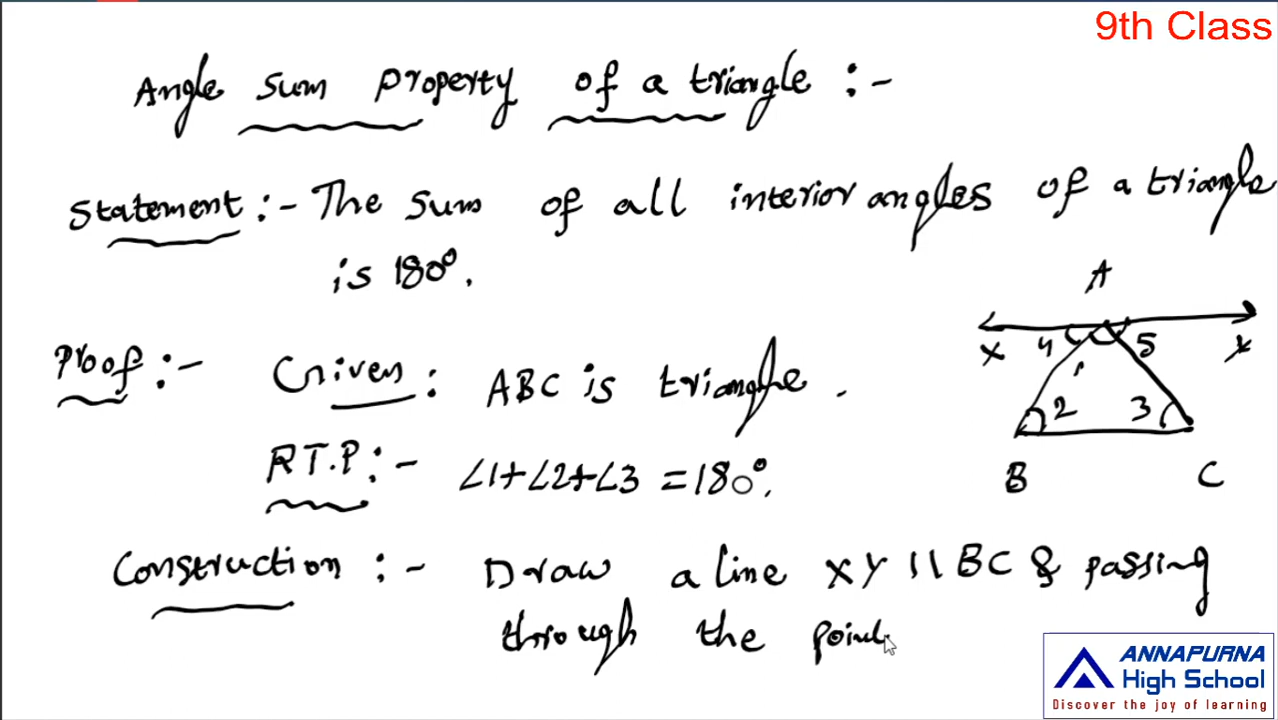 9th Class
Angle sum property of a triangle :-
Statement :- The sum of all interior angles of a triangle
is 180°.
A
X 4 1 5 Y
Proof :- Given : ABC is triangle.
2 3
R.T.P :- ∠1+∠2+∠3 = 180°.
B C
Construction :- Draw a line XY || BC & passing
through the point
ANNAPURNA
High School
Discover the joy of learning